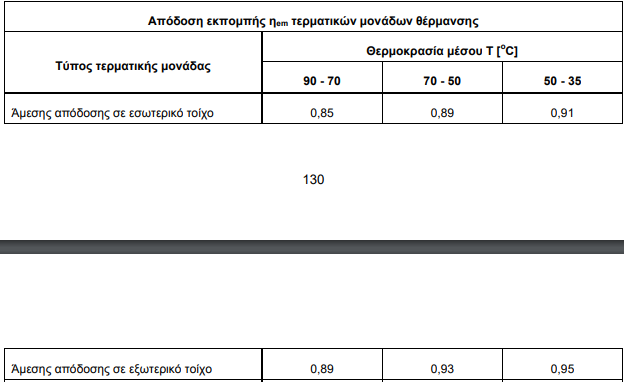 Απόδοση εκπομπής ηem τερματικών μονάδων θέρμανσης
Τύπος τερματικής μονάδας
Θερμοκρασία μέσου Τ [°C]
90 - 70 70 - 50 50 - 35
Άμεσης απόδοσης σε εσωτερικό τοίχο 0,85 0,89 0,91
130
Άμεσης απόδοσης σε εξωτερικό τοίχο 0,89 0,93 0,95